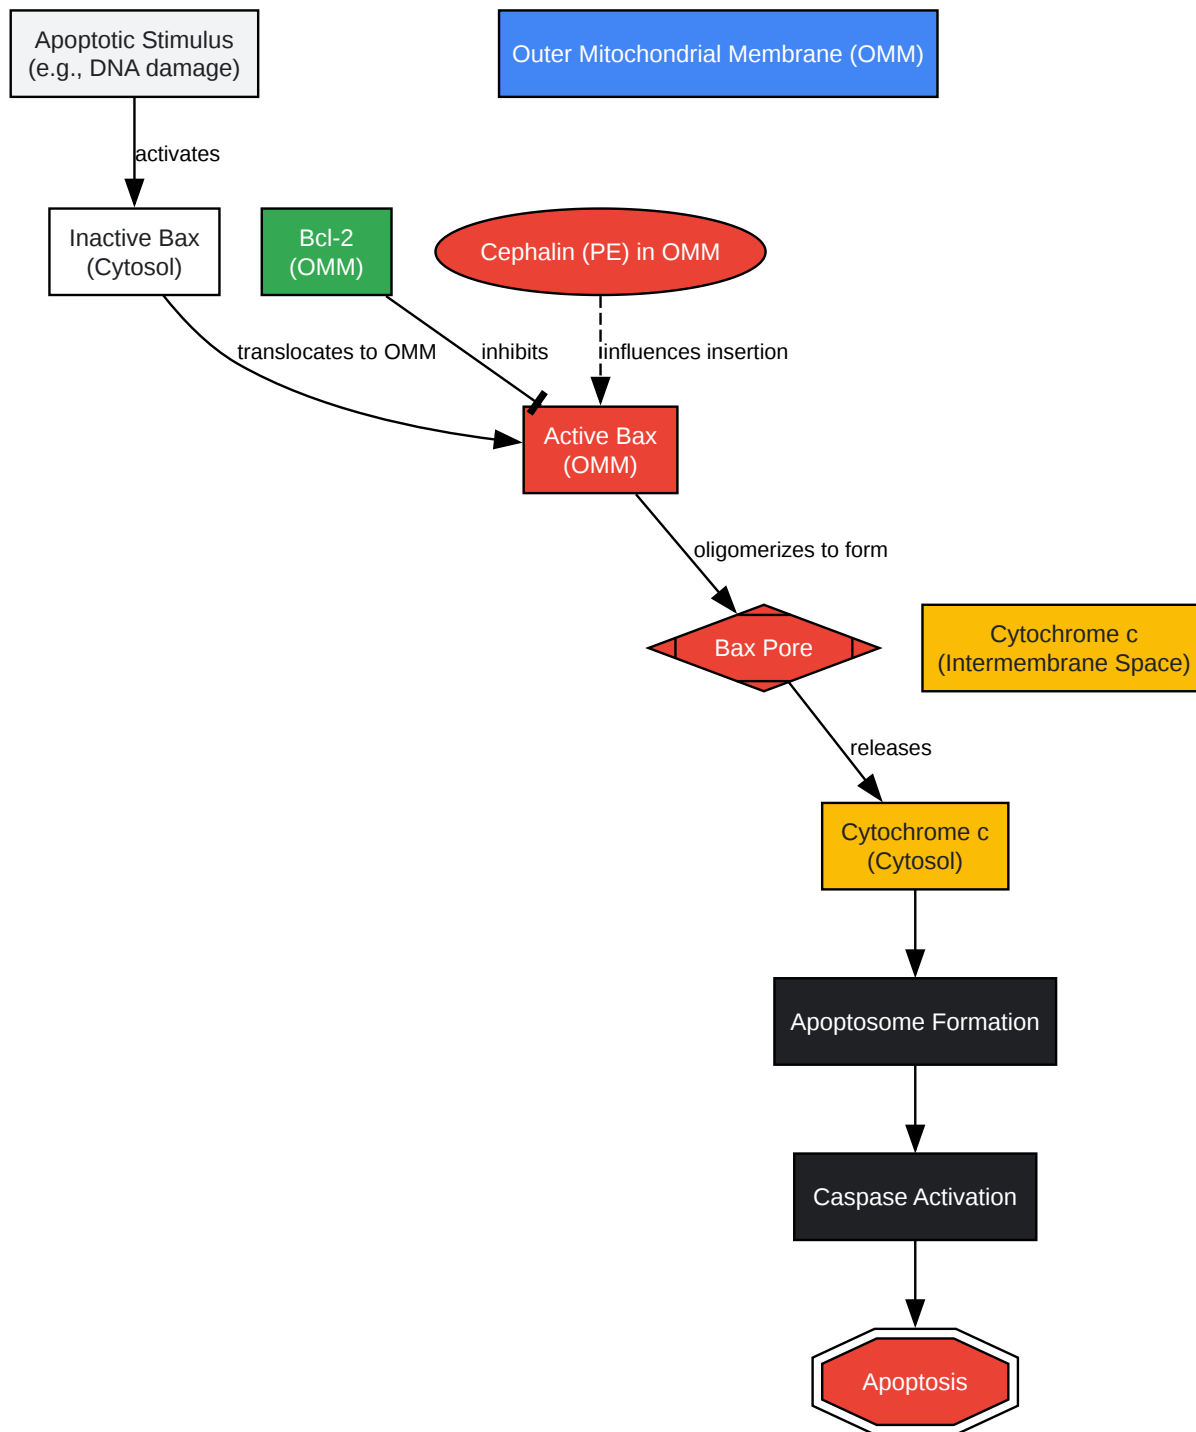 Apoptotic Stimulus
(e.g., DNA damage)
Outer Mitochondrial Membrane (OMM)
activates
Inactive Bax
(Cytosol)
Bcl-2
(OMM)
Cephalin (PE) in OMM
translocates to OMM
inhibits
influences insertion
Active Bax
(OMM)
oligomerizes to form
Bax Pore
Cytochrome c
(Intermembrane Space)
releases
Cytochrome c
(Cytosol)
Apoptosome Formation
Caspase Activation
Apoptosis